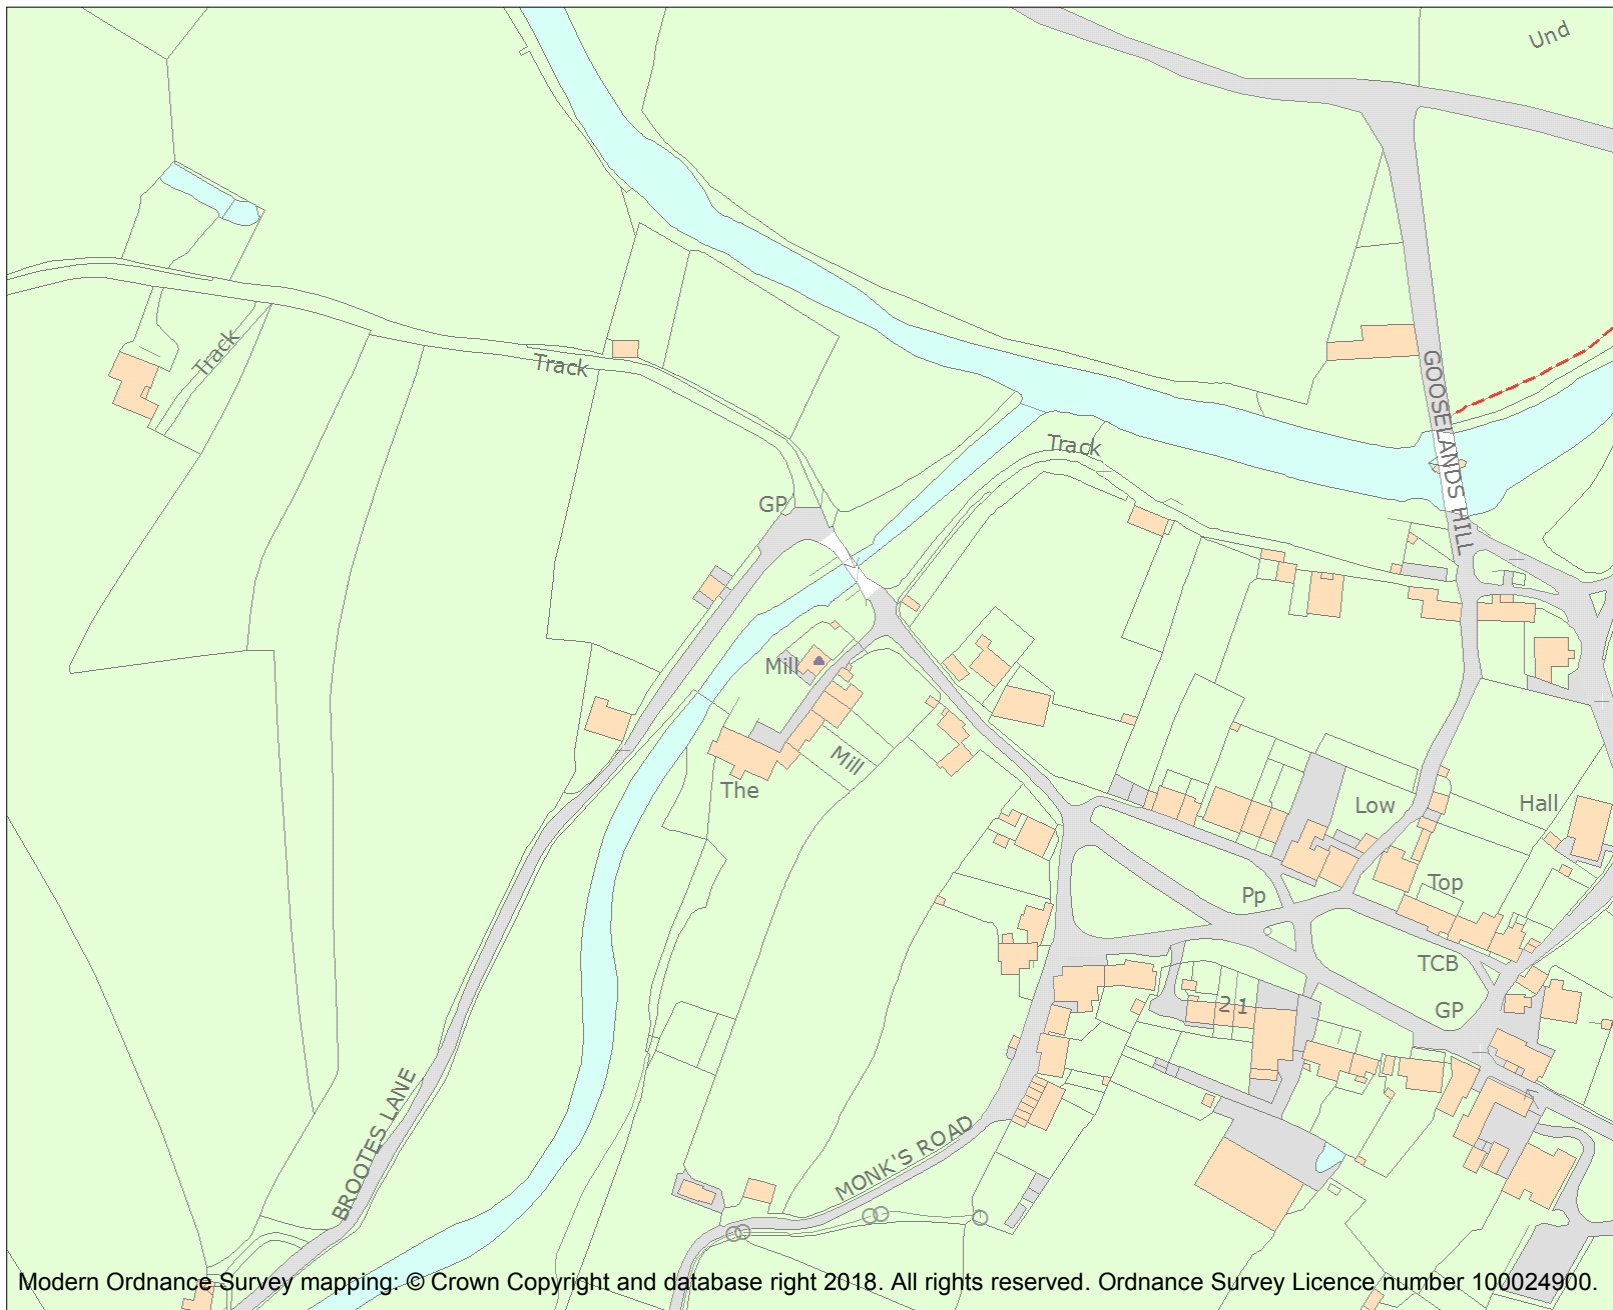 Und
Track
Track
GOOSELANDS HILL
Track
GP
Mill
Mill
The
Low
Hall
Top
Pp
TCB
21
GP
BROOTES LANE
MONK'S ROAD
Modern Ordnance Survey mapping: © Crown Copyright and database right 2018. All rights reserved. Ordnance Survey Licence number 100024900.